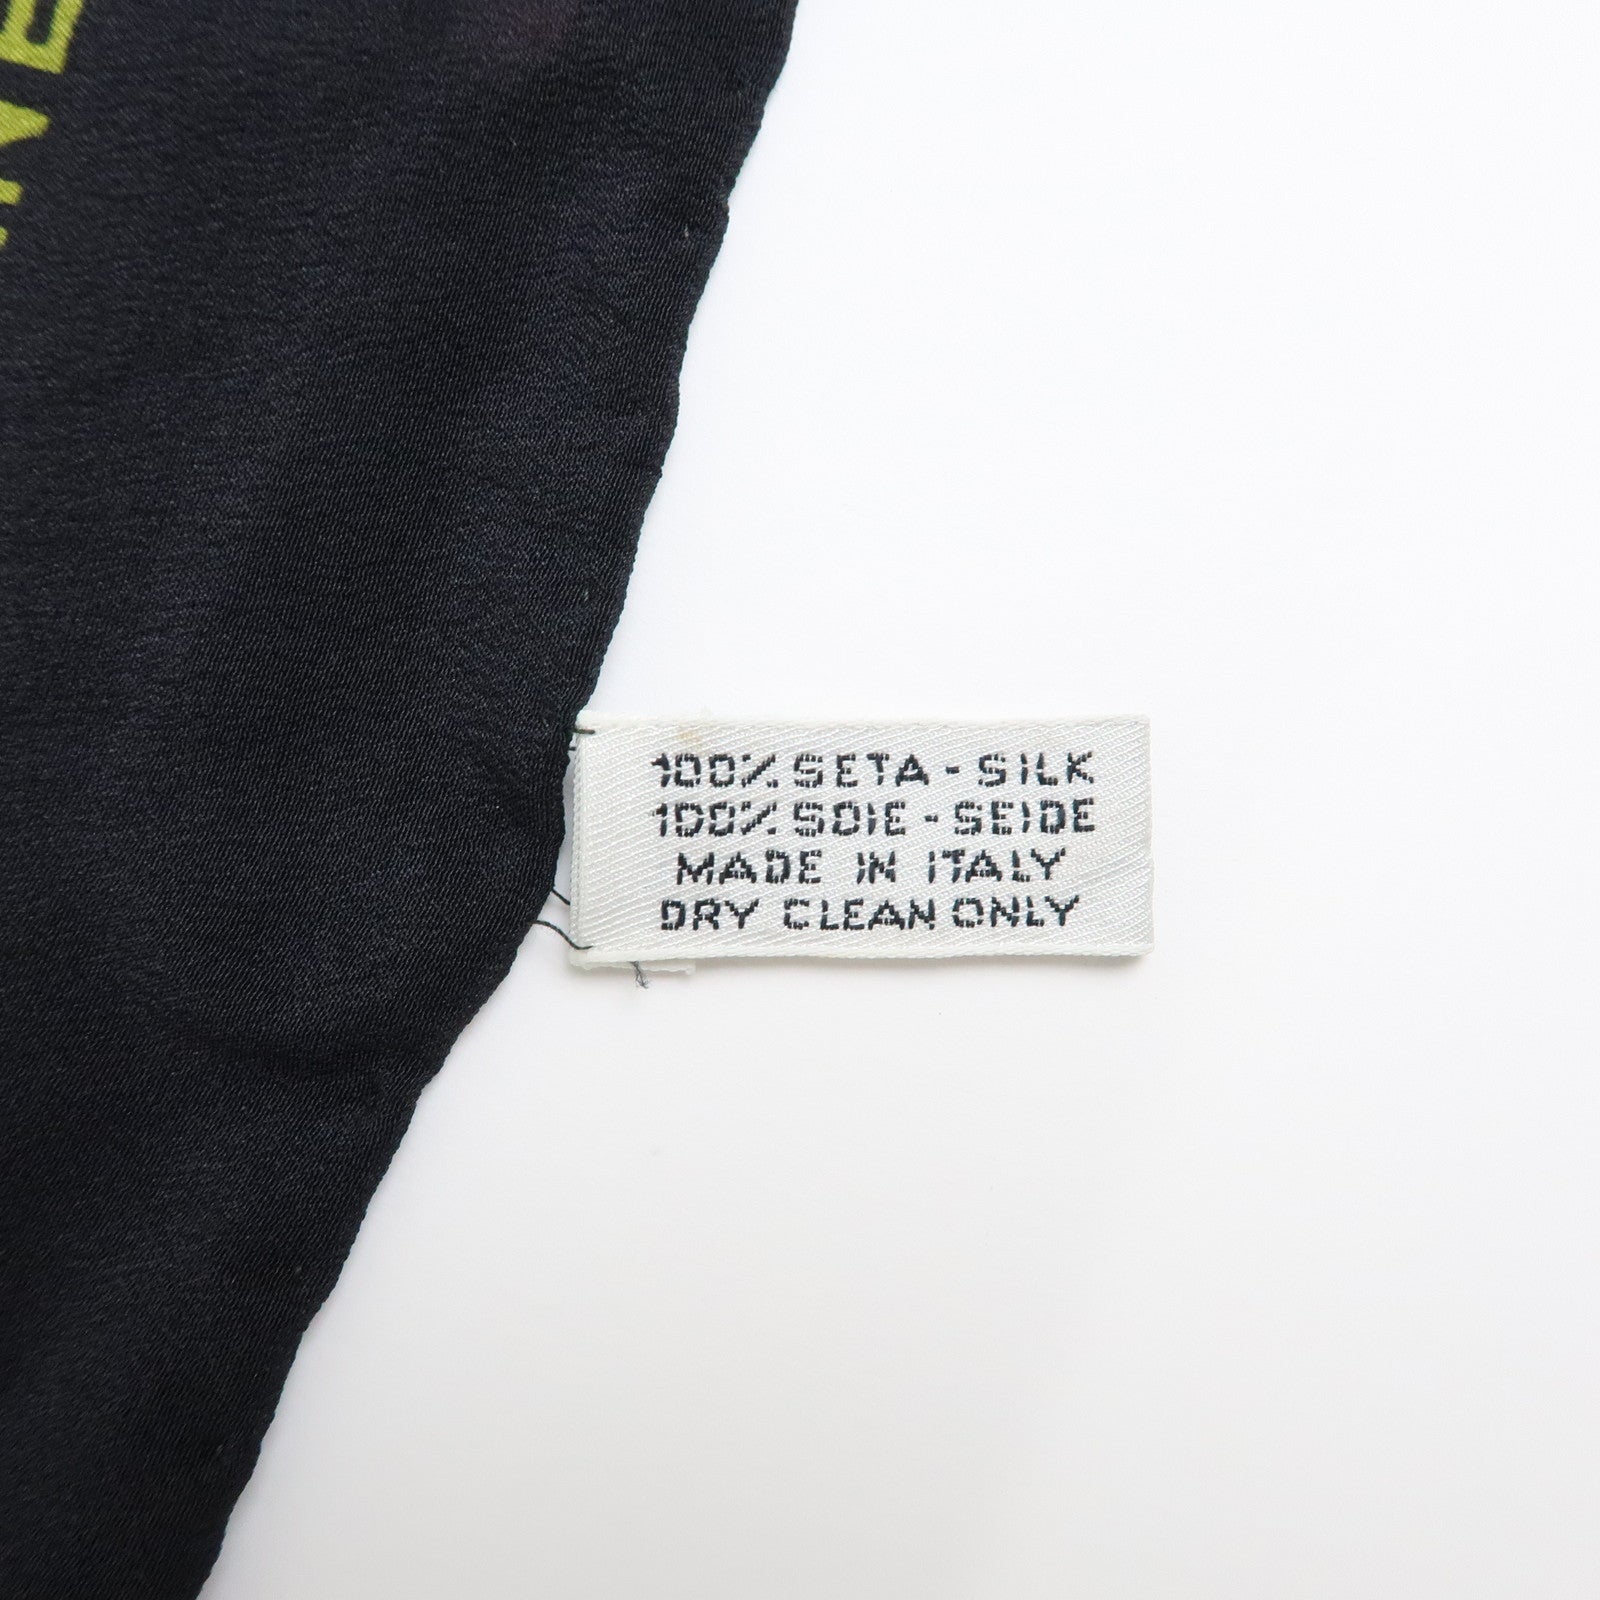 100% SETA - SILK
100% SOIE - SEIDE
MADE IN ITALY
DRY CLEAN ONLY